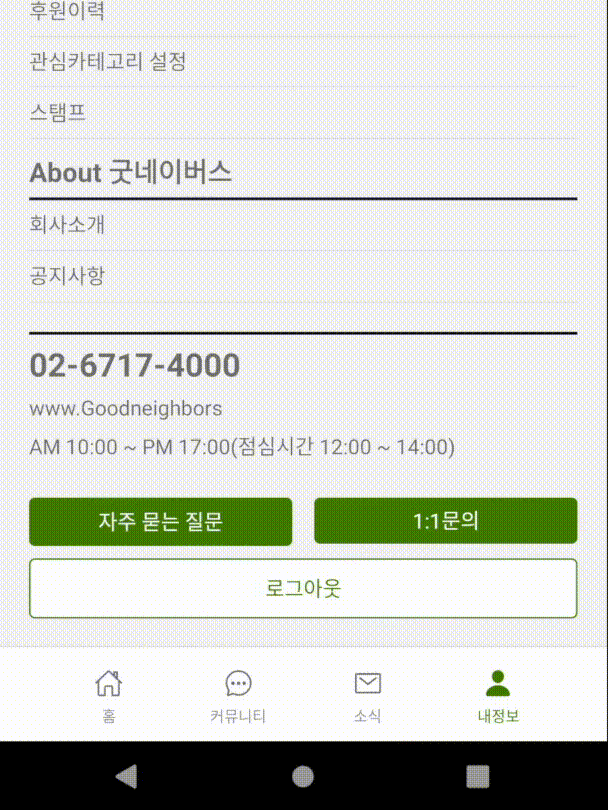 후원이력
관심카테고리 설정
스탬프
About 굿네이버스
회사소개
공지사항
02-6717-4000
www.Goodneighbors
AM 10:00 ~ PM 17:00(점심시간 12:00 ~ 14:00)
자주 묻는 질문 1:1문의
로그아웃
홈 커뮤니티 소식 내정보